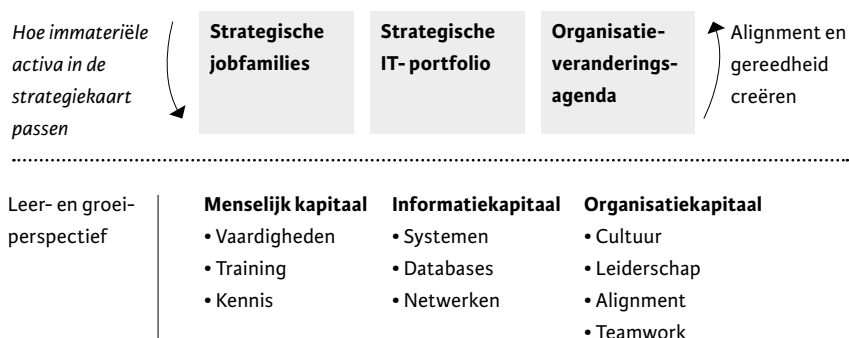 Hoe immateriële
activa in de
strategiekaart
passen
Strategische
jobfamilies
Strategische
IT-portfolio
Organisatie-
veranderings-
agenda
Alignment en
gereedheid
creëren
Leer- en groei-
perspectief
Menselijk kapitaal
• Vaardigheden
• Training
• Kennis
Informatiekapitaal
• Systemen
• Databases
• Netwerken
Organisatiekapitaal
• Cultuur
• Leiderschap
• Alignment
• Teamwork